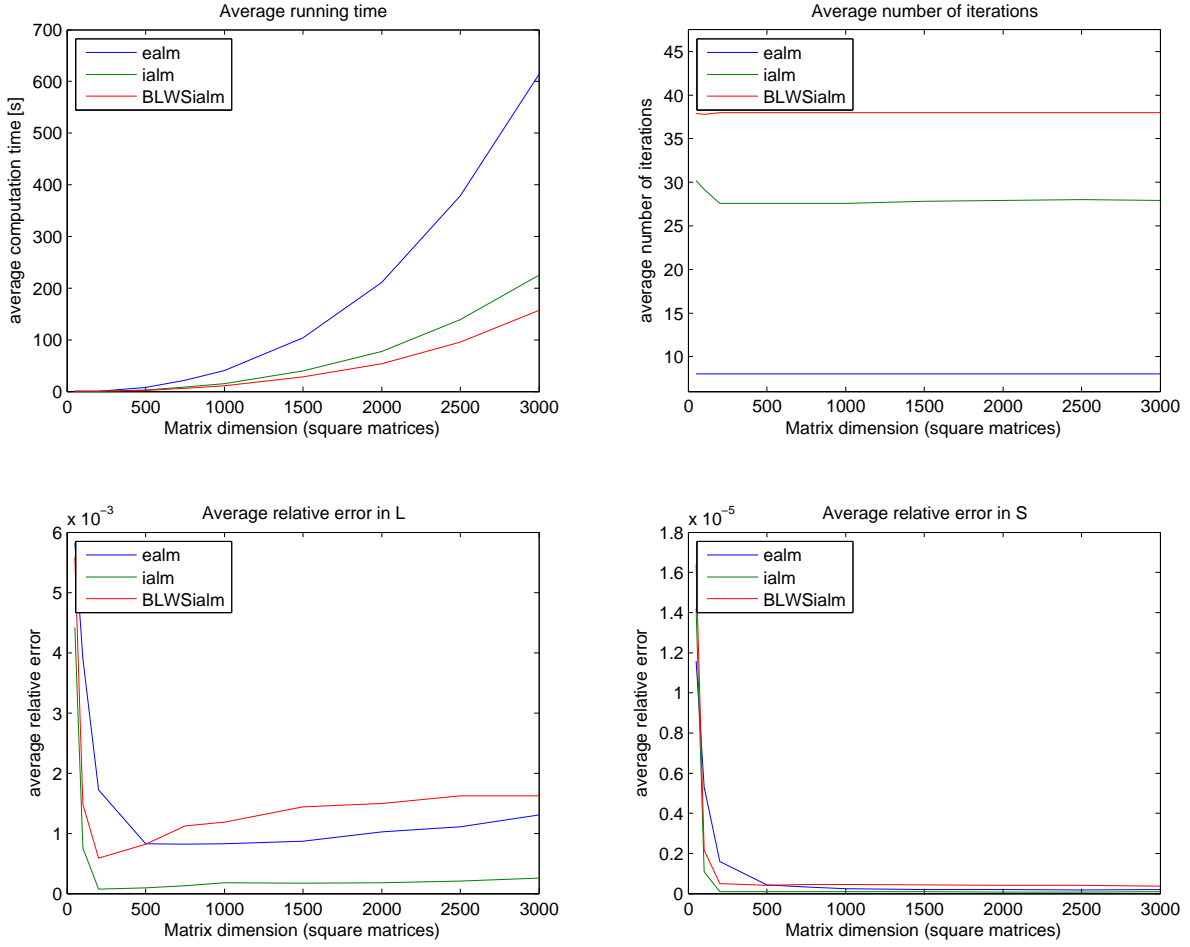 Average running time
700
600
500
400
300
200
100
0
average computation time [s]
ealm
ialm
BLWSialm
0 500 1000 1500 2000 2500 3000
Matrix dimension (square matrices)
Average number of iterations
45
40
35
30
25
20
15
10
average number of iterations
ealm
ialm
BLWSialm
0 500 1000 1500 2000 2500 3000
Matrix dimension (square matrices)
Average relative error in L
x 10⁻³
6
5
4
3
2
1
0
average relative error
ealm
ialm
BLWSialm
0 500 1000 1500 2000 2500 3000
Matrix dimension (square matrices)
Average relative error in S
x 10⁻⁵
1.8
1.6
1.4
1.2
1
0.8
0.6
0.4
0.2
0
average relative error
ealm
ialm
BLWSialm
0 500 1000 1500 2000 2500 3000
Matrix dimension (square matrices)